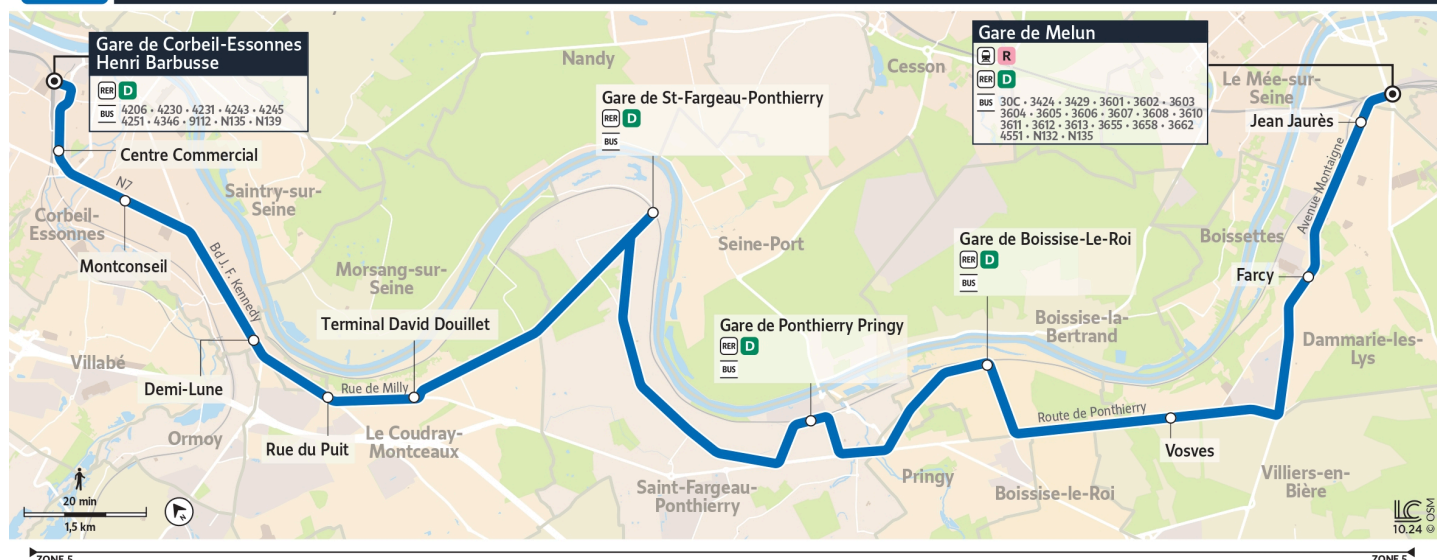 Gare de Corbeil-Essonnes
Henri Barbusse
RER D
BUS 4206 • 4230 • 4231 • 4243 • 4245
4251 • 4346 • 9112 • N135 • N139
Centre Commercial
N7
Corbeil-
Essonnes
Montconseil
Saintry-sur-
Seine
Bd J. F. Kennedy
Morsang-sur-
Seine
Villabé
Demi-Lune
Terminal David Douillet
Rue de Milly
Ormoy
Rue du Puit
Le Coudray-
Montceaux
Nandy
Gare de St-Fargeau-Ponthierry
RER D
BUS
Cesson
Seine-Port
Gare de Ponthierry Pringy
RER D
BUS
Saint-Fargeau-
Ponthierry
Pringy
Gare de Boissise-Le-Roi
RER D
BUS
Boissise-la-
Bertrand
Route de Ponthierry
Boissise-le-Roi
Vosves
Villiers-en-
Bière
Gare de Melun
R
RER D
BUS 30C • 3424 • 3429 • 3601 • 3602 • 3603
3604 • 3605 • 3606 • 3607 • 3608 • 3610
3611 • 3612 • 3613 • 3655 • 3658 • 3662
4551 • N132 • N135
Le Mée-sur-
Seine
Jean Jaurès
Avenue Montaigne
Boissettes
Farcy
Dammarie-les-
Lys
20 min
1,5 km
LC
10.24 © OSM
ZONE 5
ZONE 5